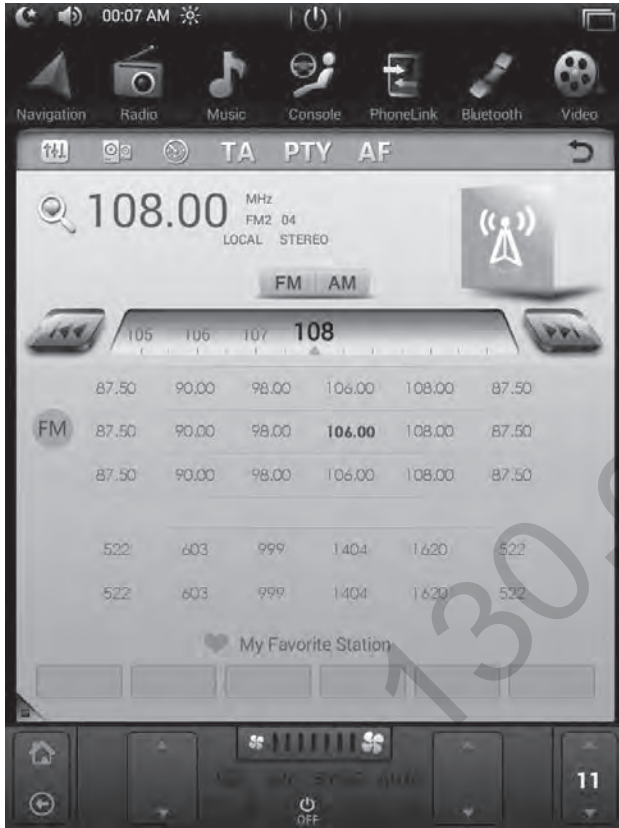 00:07 AM
Navigation Radio Music Console PhoneLink Bluetooth Video
TA PTY AF
108.00 MHz
FM2 04
LOCAL STEREO
FM AM
105 106 107 108
87.50 90.00 98.00 106.00 108.00 87.50
FM 87.50 90.00 98.00 106.00 108.00 87.50
87.50 90.00 98.00 106.00 108.00 87.50
522 603 999 1404 1620 522
522 603 999 1404 1620 522
My Favorite Station
11
OFF